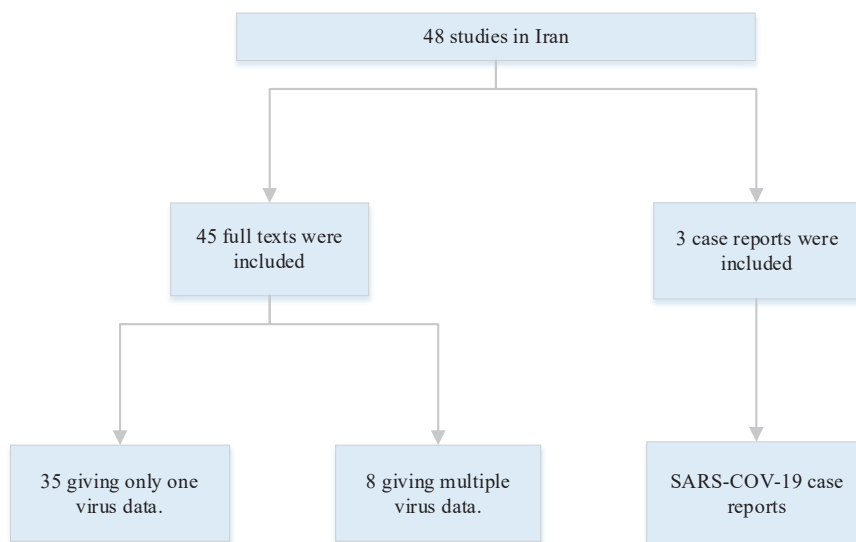 48 studies in Iran
45 full texts were
included
3 case reports were
included
35 giving only one
virus data.
8 giving multiple
virus data.
SARS-COV-19 case
reports